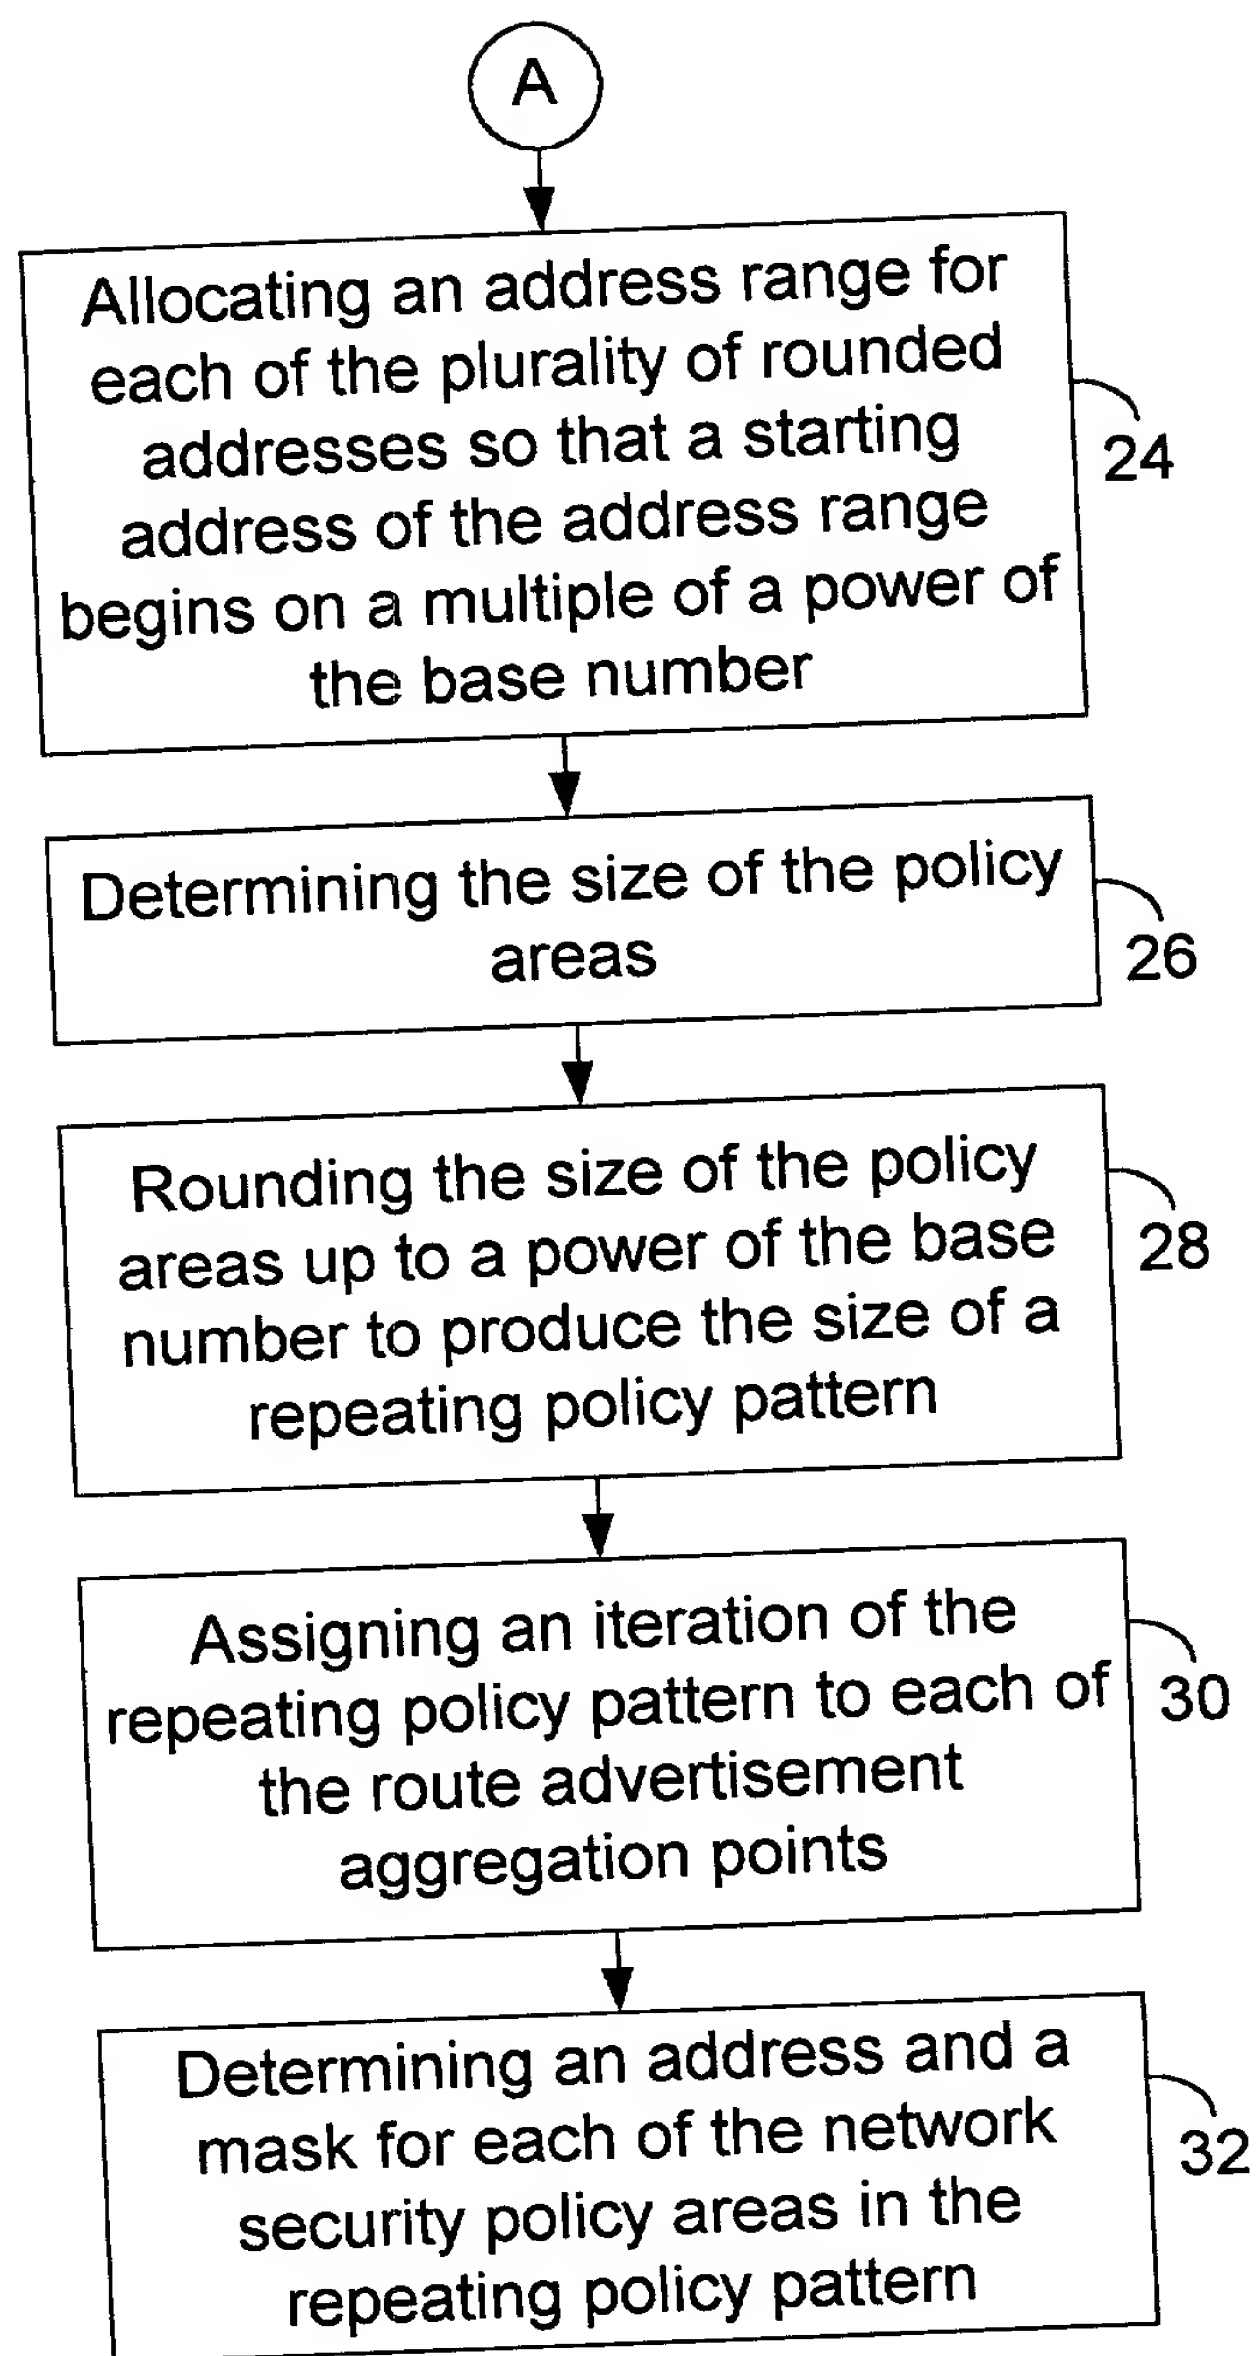 A
Allocating an address range for
each of the plurality of rounded
addresses so that a starting
address of the address range
begins on a multiple of a power of
the base number
24
Determining the size of the policy
areas
26
Rounding the size of the policy
areas up to a power of the base
number to produce the size of a
repeating policy pattern
28
Assigning an iteration of the
repeating policy pattern to each of
the route advertisement
aggregation points
30
Determining an address and a
mask for each of the network
security policy areas in the
repeating policy pattern
32